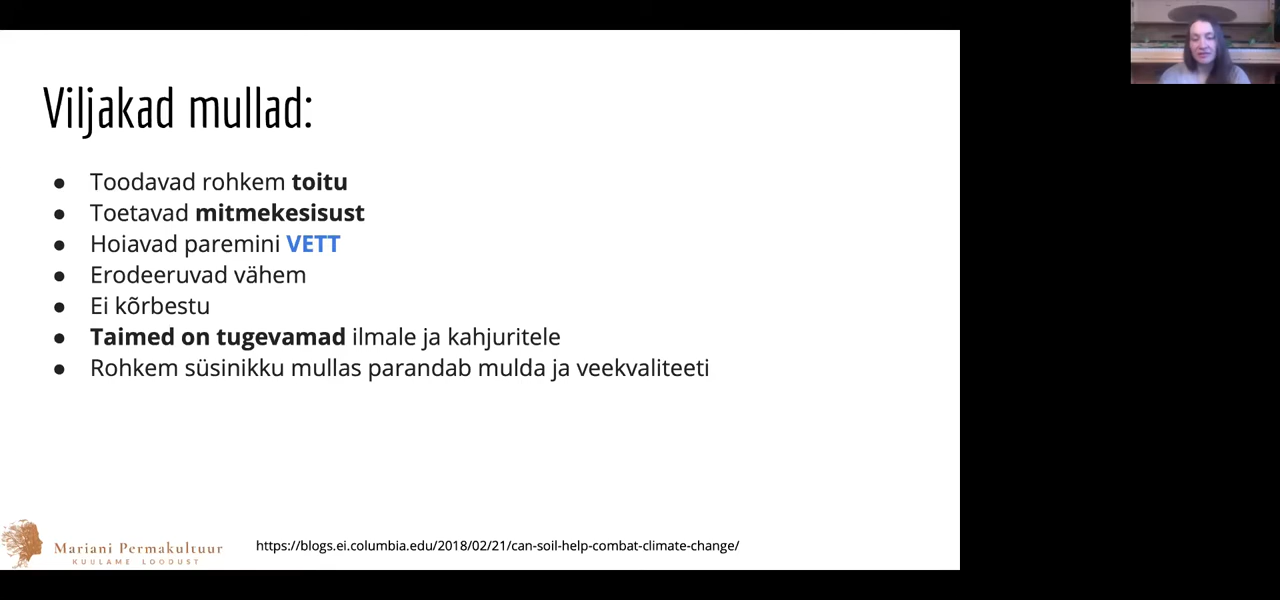 Viljakad mullad:
● Toodavad rohkem toitu
● Toetavad mitmekesisust
● Hoiavad paremini VETT
● Erodeeruvad vähem
● Ei kõrbestu
● Taimed on tugevamad ilmale ja kahjuritele
● Rohkem süsinikku mullas parandab mulda ja veekvaliteeti
Mariani Permakultuur
KUULAME LOODUST
https://blogs.ei.columbia.edu/2018/02/21/can-soil-help-combat-climate-change/